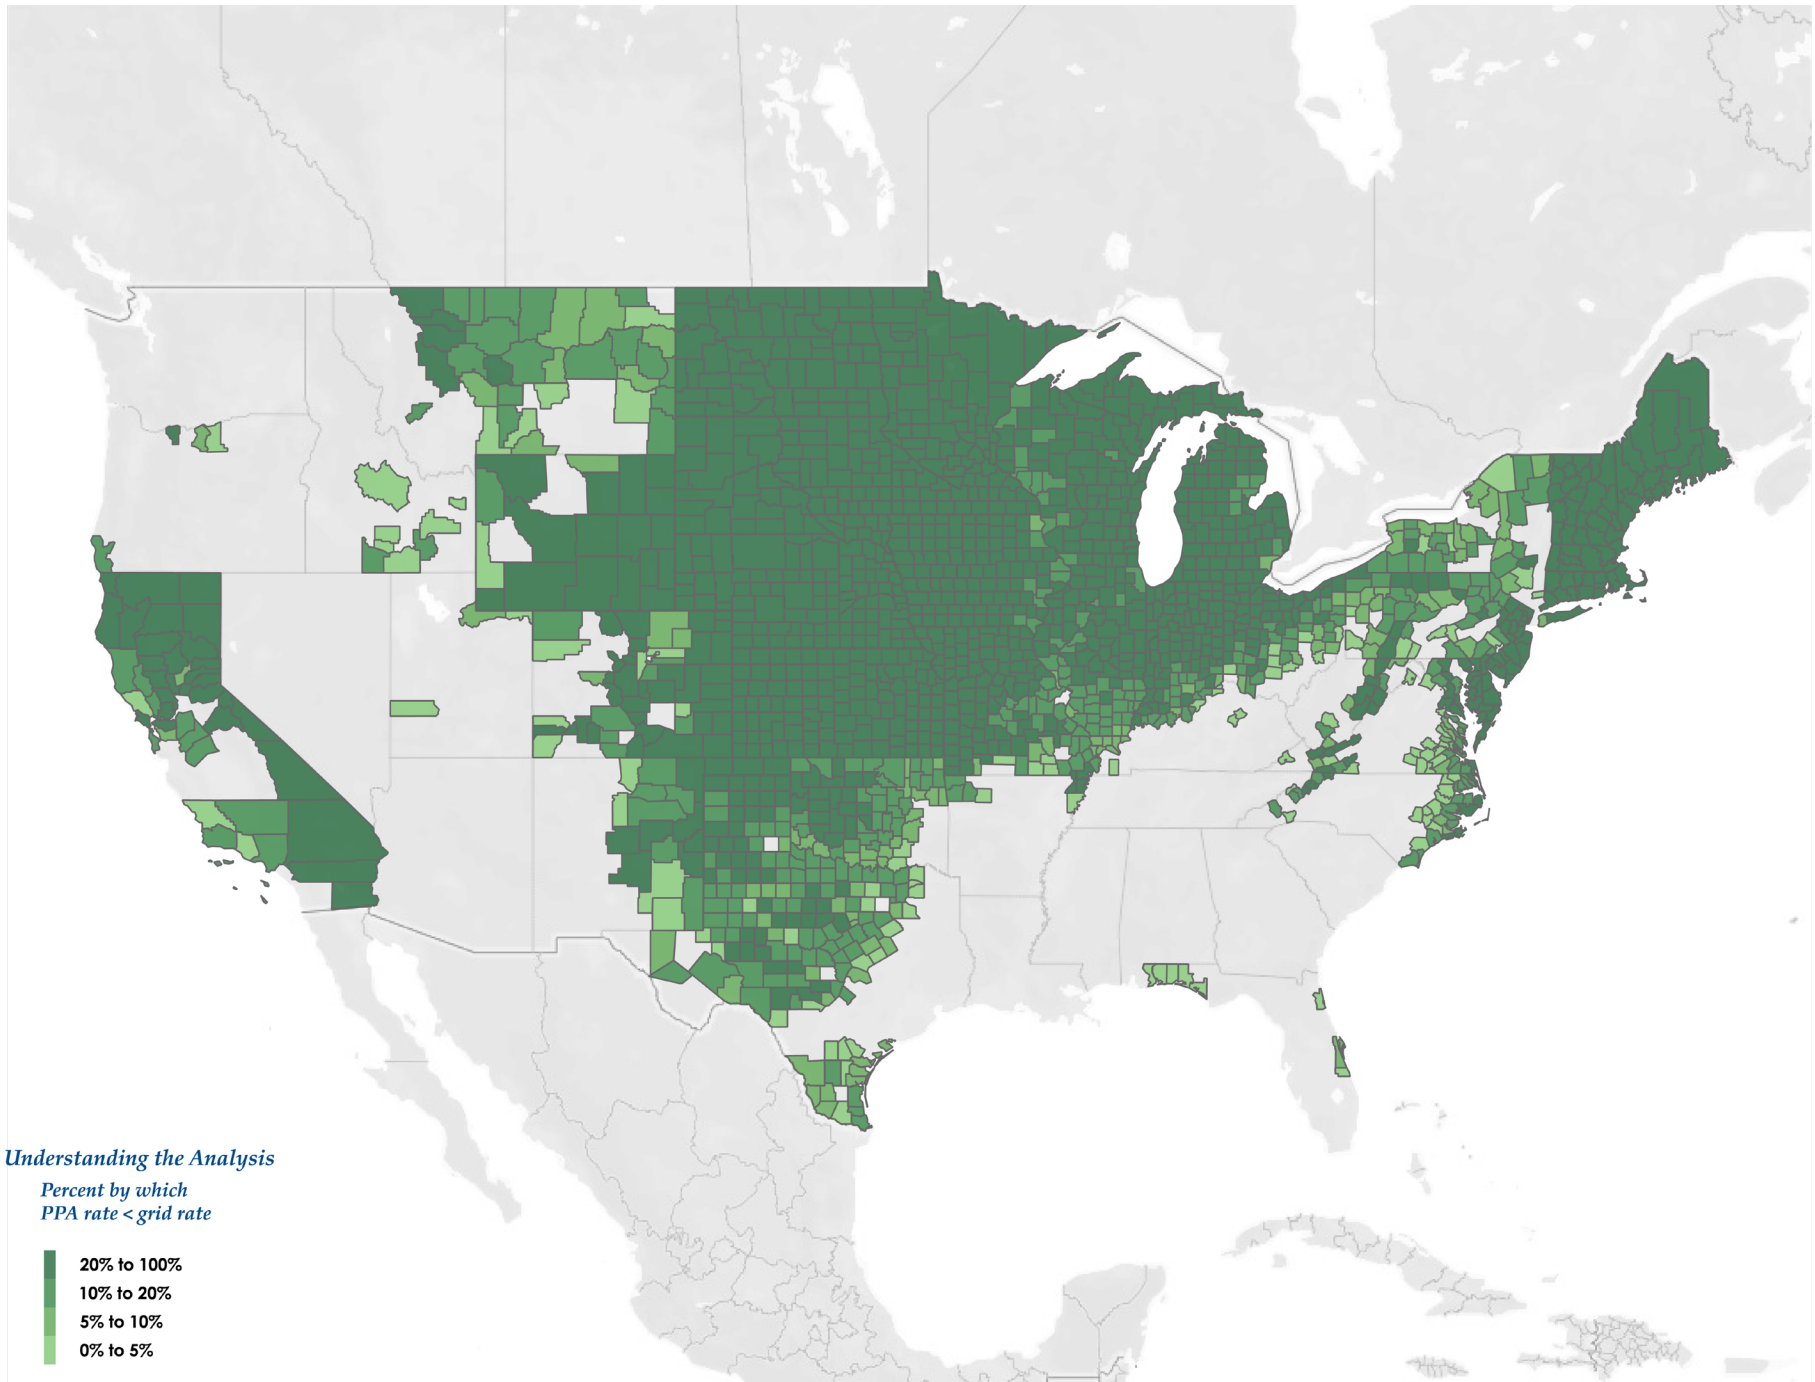 Understanding the Analysis
Percent by which
PPA rate < grid rate
20% to 100%
10% to 20%
5% to 10%
0% to 5%